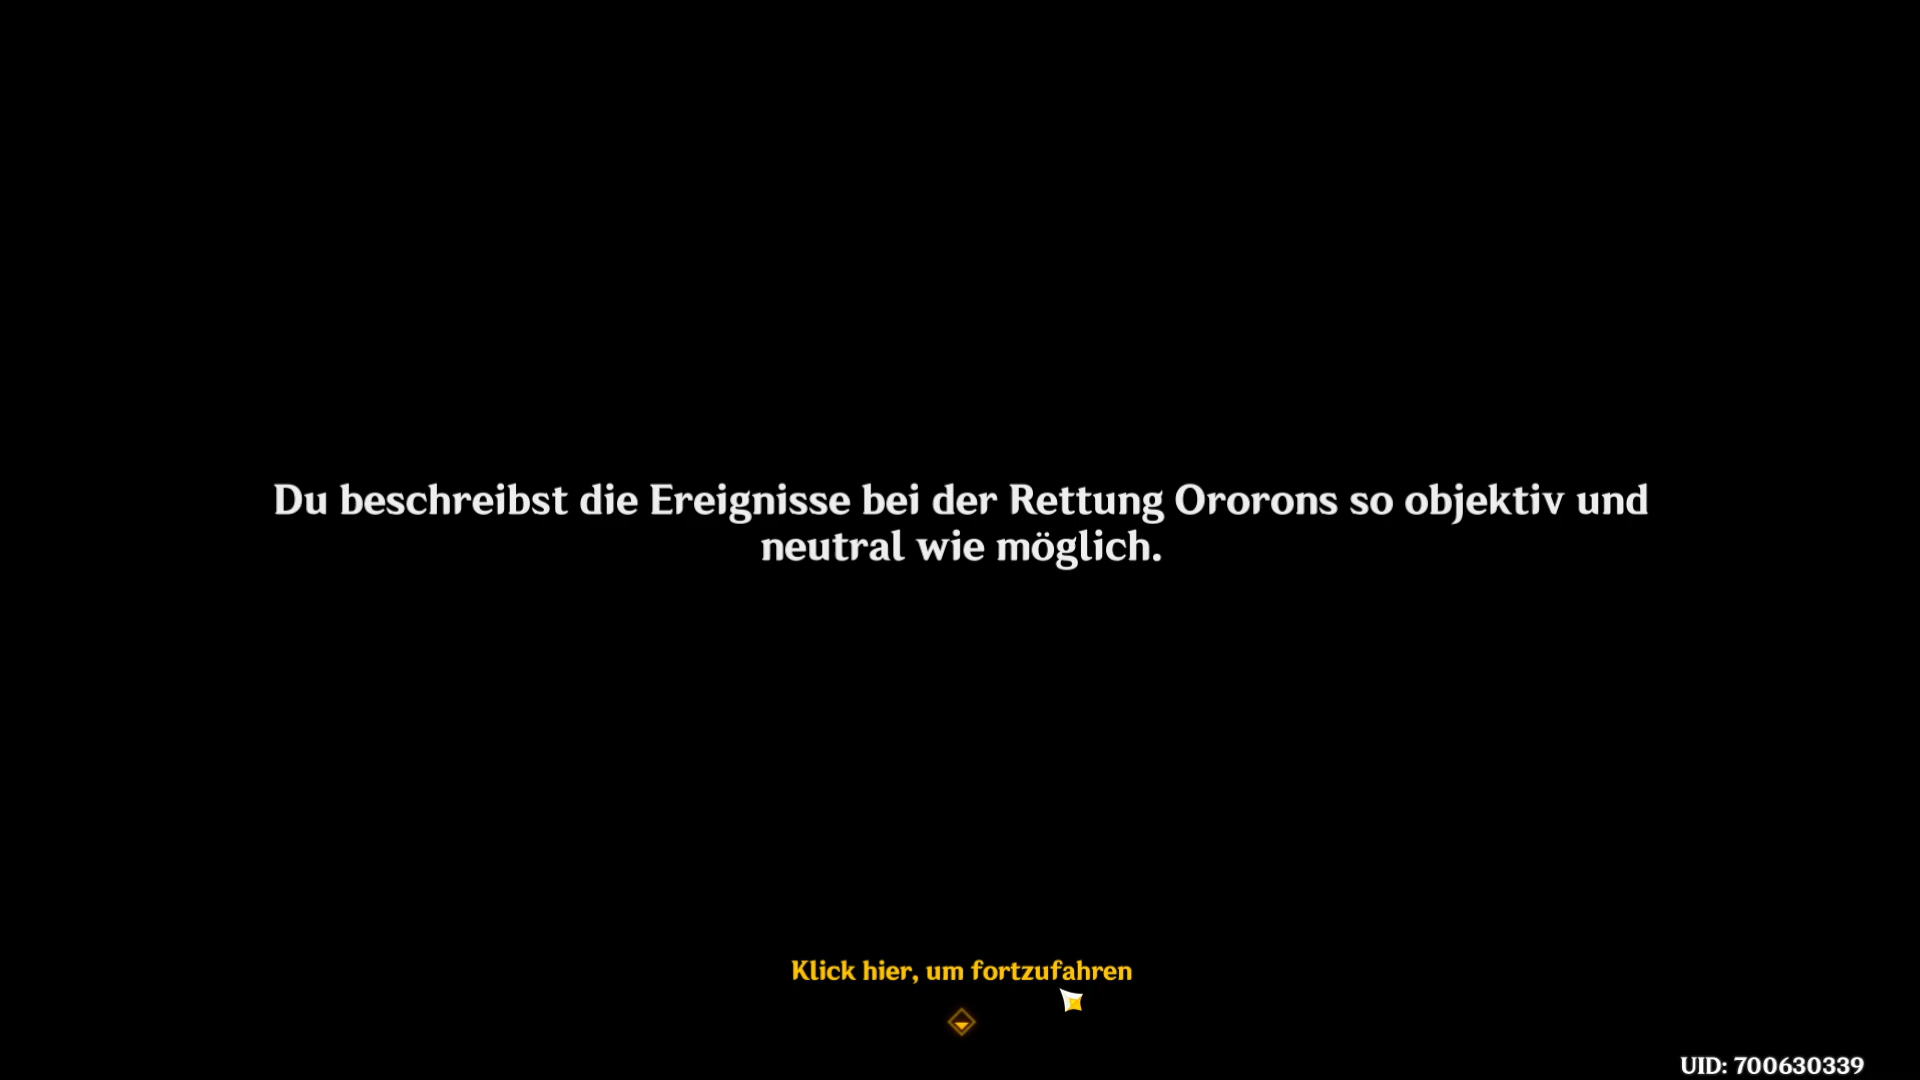 Du beschreibst die Ereignisse bei der Rettung Ororons so objektiv und
neutral wie möglich.
Klick hier, um fortzufahren
UID: 700630339